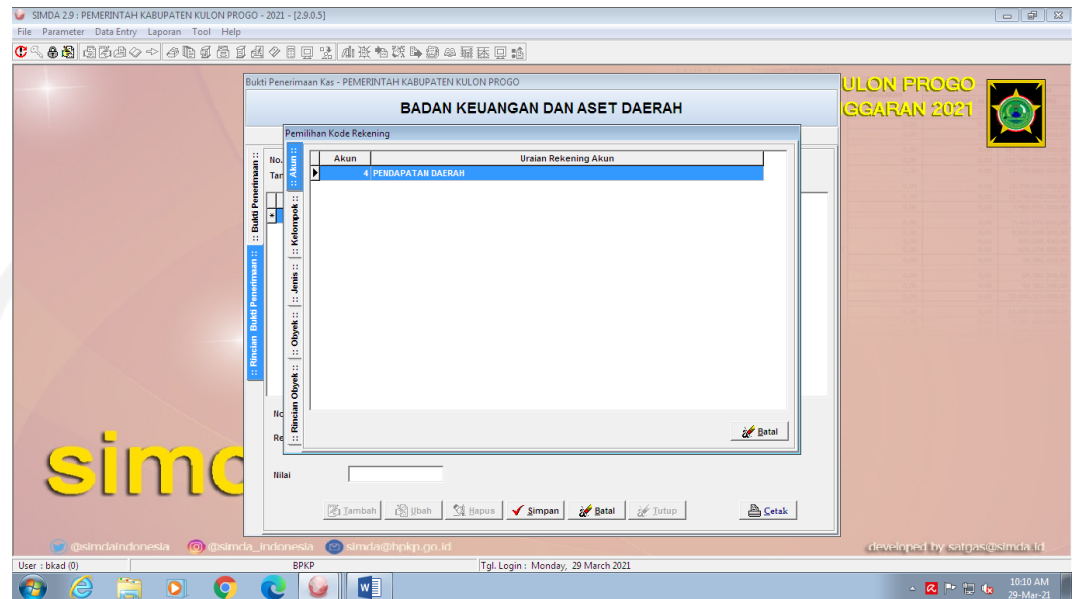 SIMDA 2.9 : PEMERINTAH KABUPATEN KULON PROGO - 2021 - [2.9.0.5]
File Parameter Data Entry Laporan Tool Help
ULON PROGO
GGARAN 2021
Bukti Penerimaan Kas - PEMERINTAH KABUPATEN KULON PROGO
BADAN KEUANGAN DAN ASET DAERAH
Pemilihan Kode Rekening
:: Bukti Penerimaan ::
:: Rincian Bukti Penerimaan ::
No.
Tan
:: Akun ::
:: Kelompok ::
:: Jenis ::
:: Obyek ::
:: Rincian Obyek ::
Akun Uraian Rekening Akun
4 PENDAPATAN DAERAH
Batal
No
Re
Nilai
Tambah Ubah Hapus Simpan Batal Tutup Cetak
simd
@simdaindonesia @simda_indonesia simda@bpkp.go.id
developed by satgas@simda.id
User : bkad (0) BPKP Tgl. Login : Monday, 29 March 2021
10:10 AM
29-Mar-21